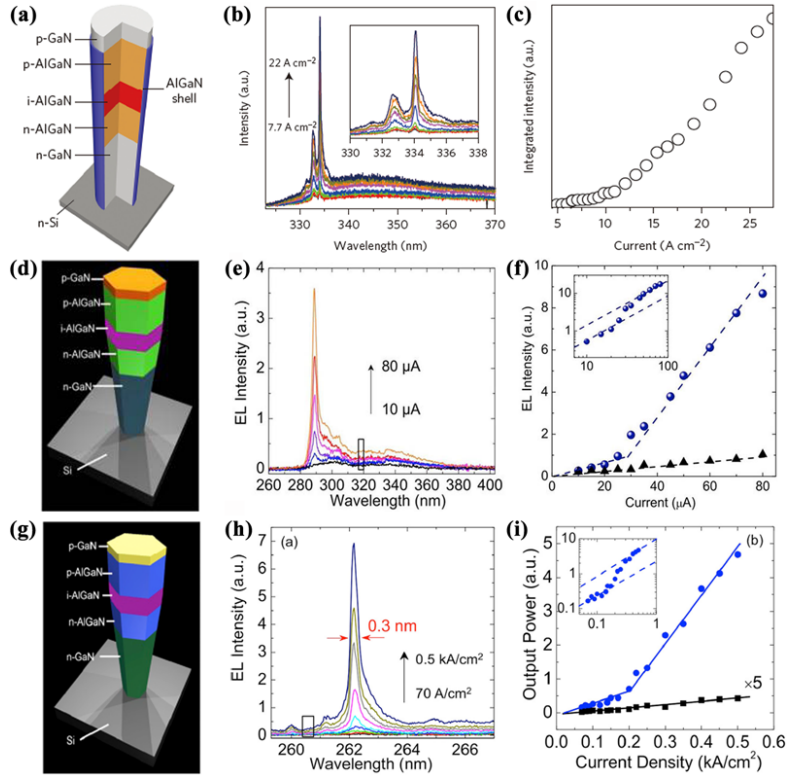 (a)
p-GaN
p-AlGaN
i-AlGaN
n-AlGaN
n-GaN
n-Si
AlGaN
shell
(b)
Intensity (a.u.)
22 A cm⁻²
7.7 A cm⁻²
330 332 334 336 338
330 340 350 360 370
Wavelength (nm)
(c)
Integrated intensity (a.u.)
5 10 15 20 25
Current (A cm⁻²)
(d)
p-GaN
p-AlGaN
i-AlGaN
n-AlGaN
n-GaN
Si
(e)
EL Intensity (a.u.)
4
3
2
1
0
80 μA
10 μA
260 280 300 320 340 360 380 400
Wavelength (nm)
(f)
EL Intensity (a.u.)
10
8
6
4
2
0
10
1
10 100
0 20 40 60 80
Current (μA)
(g)
p-GaN
p-AlGaN
i-AlGaN
n-AlGaN
n-GaN
Si
(h)
(a)
EL Intensity (a.u.)
7
6
5
4
3
2
1
0
0.3 nm
0.5 kA/cm²
70 A/cm²
260 262 264 266
Wavelength (nm)
(i)
(b)
Output Power (a.u.)
5
4
3
2
1
0
10
1
0.1
0.1 1
×5
0.0 0.1 0.2 0.3 0.4 0.5 0.6
Current Density (kA/cm²)